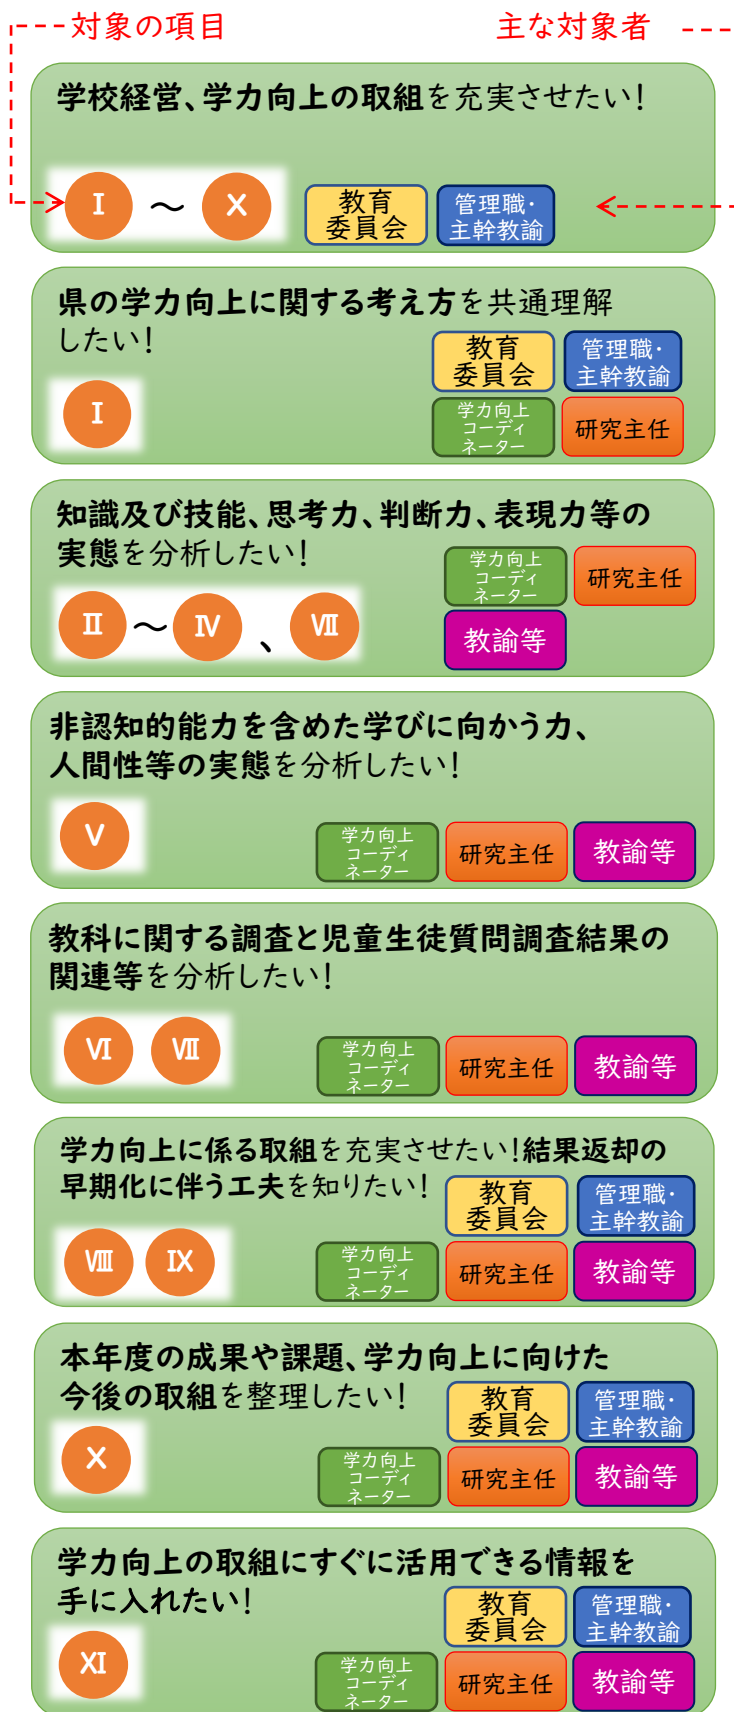 対象の項目
主な対象者
学校経営、学力向上の取組を充実させたい!
Ⅰ ～ Ⅹ
教育
委員会
管理職・
主幹教諭
県の学力向上に関する考え方を共通理解
したい!
教育
委員会
管理職・
主幹教諭
Ⅰ
学力向上
コーディ
ネーター
研究主任
知識及び技能、思考力、判断力、表現力等の
実態を分析したい!
学力向上
コーディ
ネーター
研究主任
Ⅱ ～ Ⅳ 、 Ⅶ
教諭等
非認知的能力を含めた学びに向かう力、
人間性等の実態を分析したい!
Ⅴ
学力向上
コーディ
ネーター
研究主任
教諭等
教科に関する調査と児童生徒質問調査結果の
関連等を分析したい!
Ⅵ Ⅶ
学力向上
コーディ
ネーター
研究主任
教諭等
学力向上に係る取組を充実させたい!結果返却の
早期化に伴う工夫を知りたい!
教育
委員会
管理職・
主幹教諭
Ⅷ Ⅸ
学力向上
コーディ
ネーター
研究主任
教諭等
本年度の成果や課題、学力向上に向けた
今後の取組を整理したい!
教育
委員会
管理職・
主幹教諭
Ⅹ
学力向上
コーディ
ネーター
研究主任
教諭等
学力向上の取組にすぐに活用できる情報を
手に入れたい!
教育
委員会
管理職・
主幹教諭
Ⅺ
学力向上
コーディ
ネーター
研究主任
教諭等